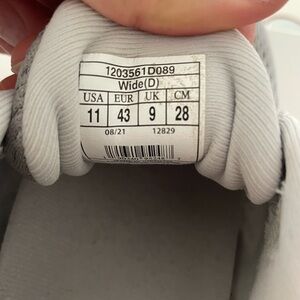 1203561D089
Wide(D)
USA EUR UK CM
11 43 9 28
08/21 12829